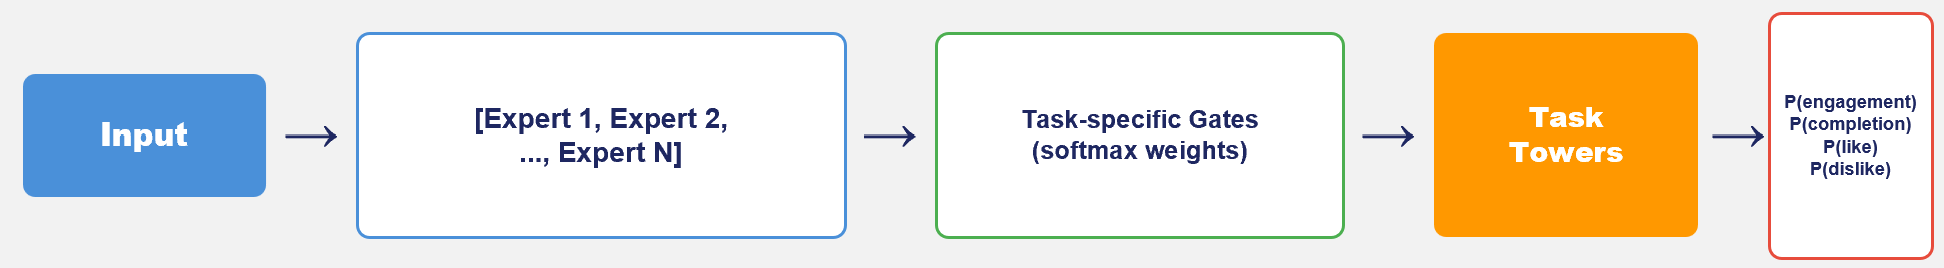 Input
[Expert 1, Expert 2,
..., Expert N]
Task-specific Gates
(softmax weights)
Task
Towers
P(engagement)
P(completion)
P(like)
P(dislike)